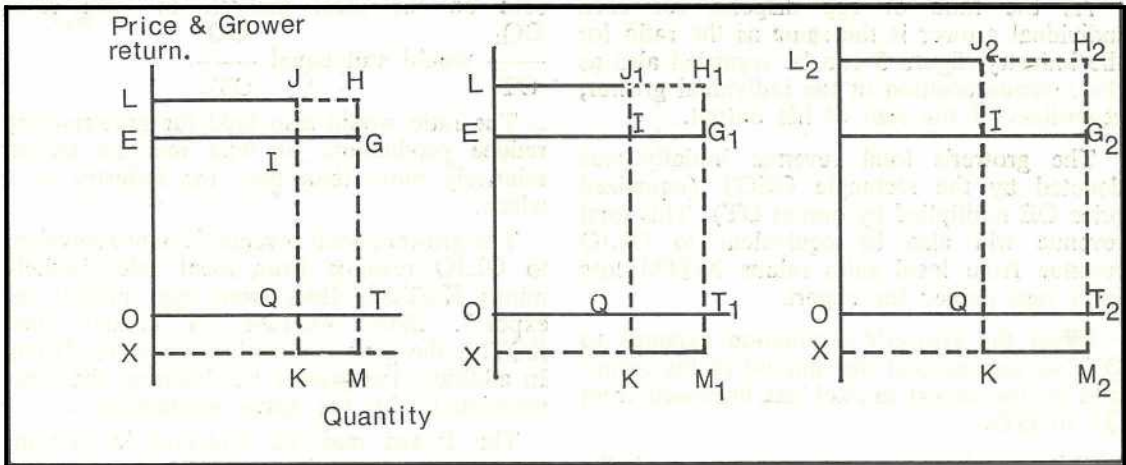 Price & Grower
return.
L J H
E I G
O Q T
X K M
Quantity
L J1 H1
E I G1
O Q T1
X K M1
L2 J2 H2
E I G2
O Q T2
X K M2